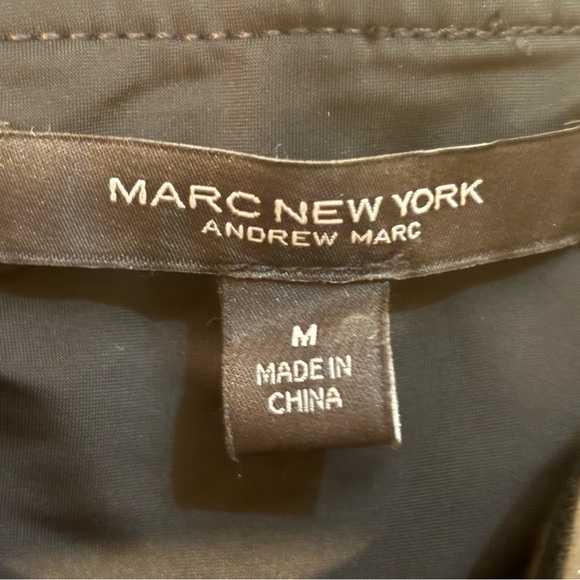 MARC NEW YORK
ANDREW MARC
M
MADE IN
CHINA